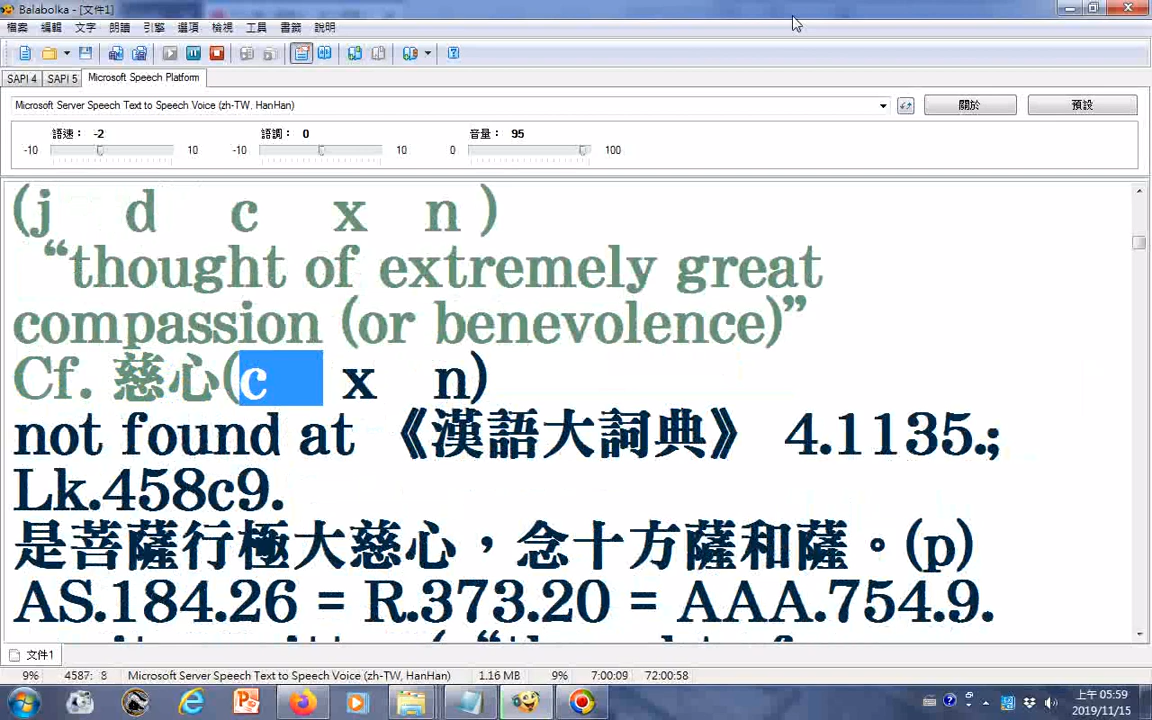 Balabolka - [文件1]
檔案 編輯 文字 朗讀 引擎 選項 檢視 工具 書籤 說明
SAPI 4 SAPI 5 Microsoft Speech Platform
Microsoft Server Speech Text to Speech Voice (zh-TW, HanHan) 關於 預設
語速： -2 語調： 0 音量： 95
-10 10 -10 10 0 100
(j d c x n )
“thought of extremely great
compassion (or benevolence)”
Cf. 慈心(c x n)
not found at 《漢語大詞典》 4.1135.;
Lk.458c9.
是菩薩行極大慈心，念十方薩和薩。(p)
AS.184.26 = R.373.20 = AAA.754.9.
文件1
9% 4587: 8 Microsoft Server Speech Text to Speech Voice (zh-TW, HanHan) 1.16 MB 9% 7:00:09 72:00:58
上午 05:59
2019/11/15